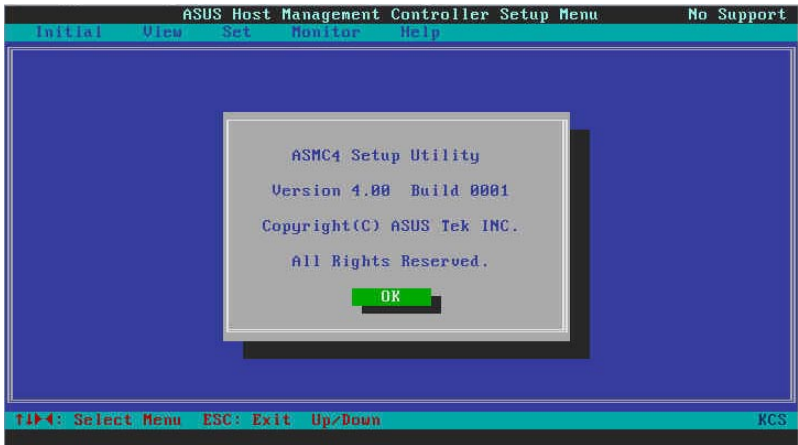 ASUS Host Management Controller Setup Menu No Support
Initial View Set Monitor Help
ASMC4 Setup Utility
Version 4.00 Build 0001
Copyright(C) ASUS Tek INC.
All Rights Reserved.
OK
↑↓►◄: Select Menu ESC: Exit Up/Down KCS